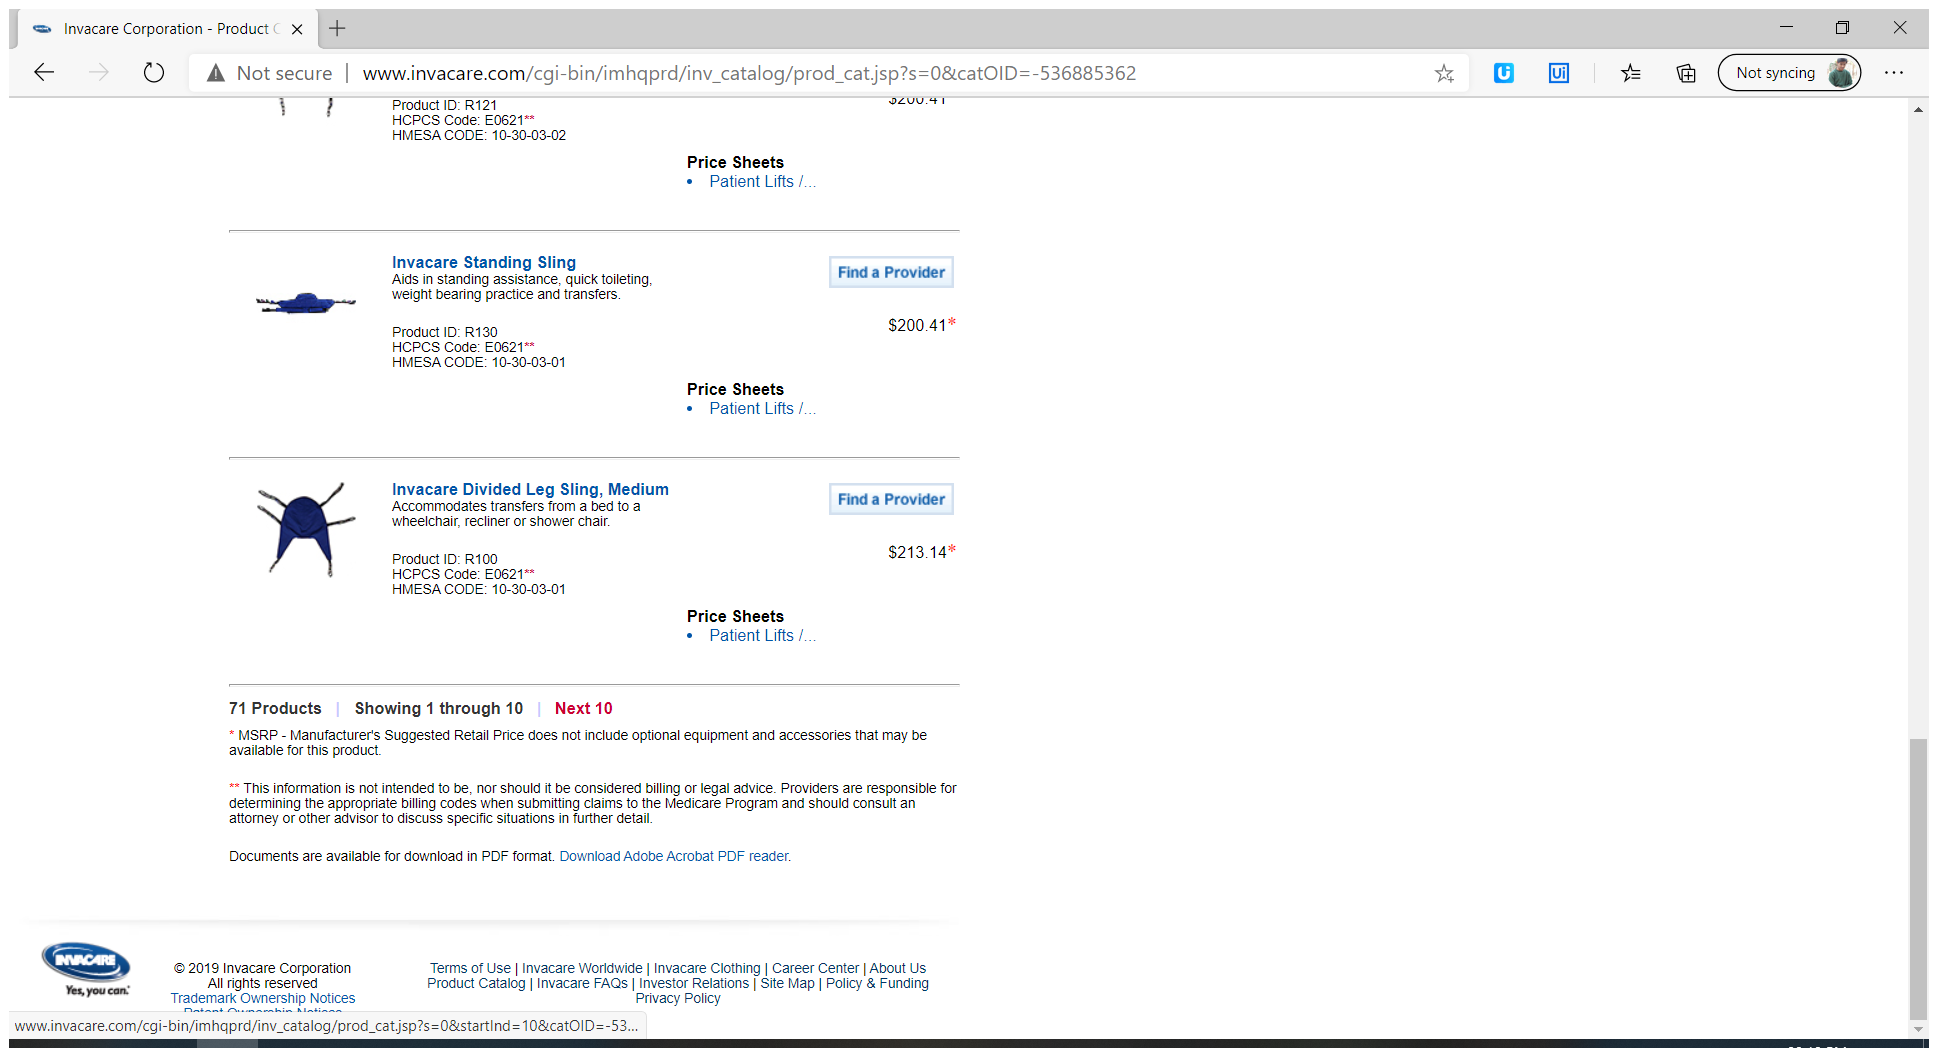 Invacare Corporation - Product C
Not secure | www.invacare.com/cgi-bin/imhqprd/inv_catalog/prod_cat.jsp?s=0&catOID=-536885362
Not syncing
Product ID: R121
$200.41
HCPCS Code: E0621**
HMESA CODE: 10-30-03-02
Price Sheets
• Patient Lifts /...
Invacare Standing Sling
Find a Provider
Aids in standing assistance, quick toileting,
weight bearing practice and transfers.
$200.41*
Product ID: R130
HCPCS Code: E0621**
HMESA CODE: 10-30-03-01
Price Sheets
• Patient Lifts /...
Invacare Divided Leg Sling, Medium
Find a Provider
Accommodates transfers from a bed to a
wheelchair, recliner or shower chair.
$213.14*
Product ID: R100
HCPCS Code: E0621**
HMESA CODE: 10-30-03-01
Price Sheets
• Patient Lifts /...
71 Products | Showing 1 through 10 | Next 10
* MSRP - Manufacturer's Suggested Retail Price does not include optional equipment and accessories that may be
available for this product.
** This information is not intended to be, nor should it be considered billing or legal advice. Providers are responsible for
determining the appropriate billing codes when submitting claims to the Medicare Program and should consult an
attorney or other advisor to discuss specific situations in further detail.
Documents are available for download in PDF format. Download Adobe Acrobat PDF reader.
INVACARE
Yes, you can.
© 2019 Invacare Corporation
All rights reserved
Trademark Ownership Notices
Patent Ownership Notices
Terms of Use | Invacare Worldwide | Invacare Clothing | Career Center | About Us
Product Catalog | Invacare FAQs | Investor Relations | Site Map | Policy & Funding
Privacy Policy
www.invacare.com/cgi-bin/imhqprd/inv_catalog/prod_cat.jsp?s=0&startInd=10&catOID=-53...